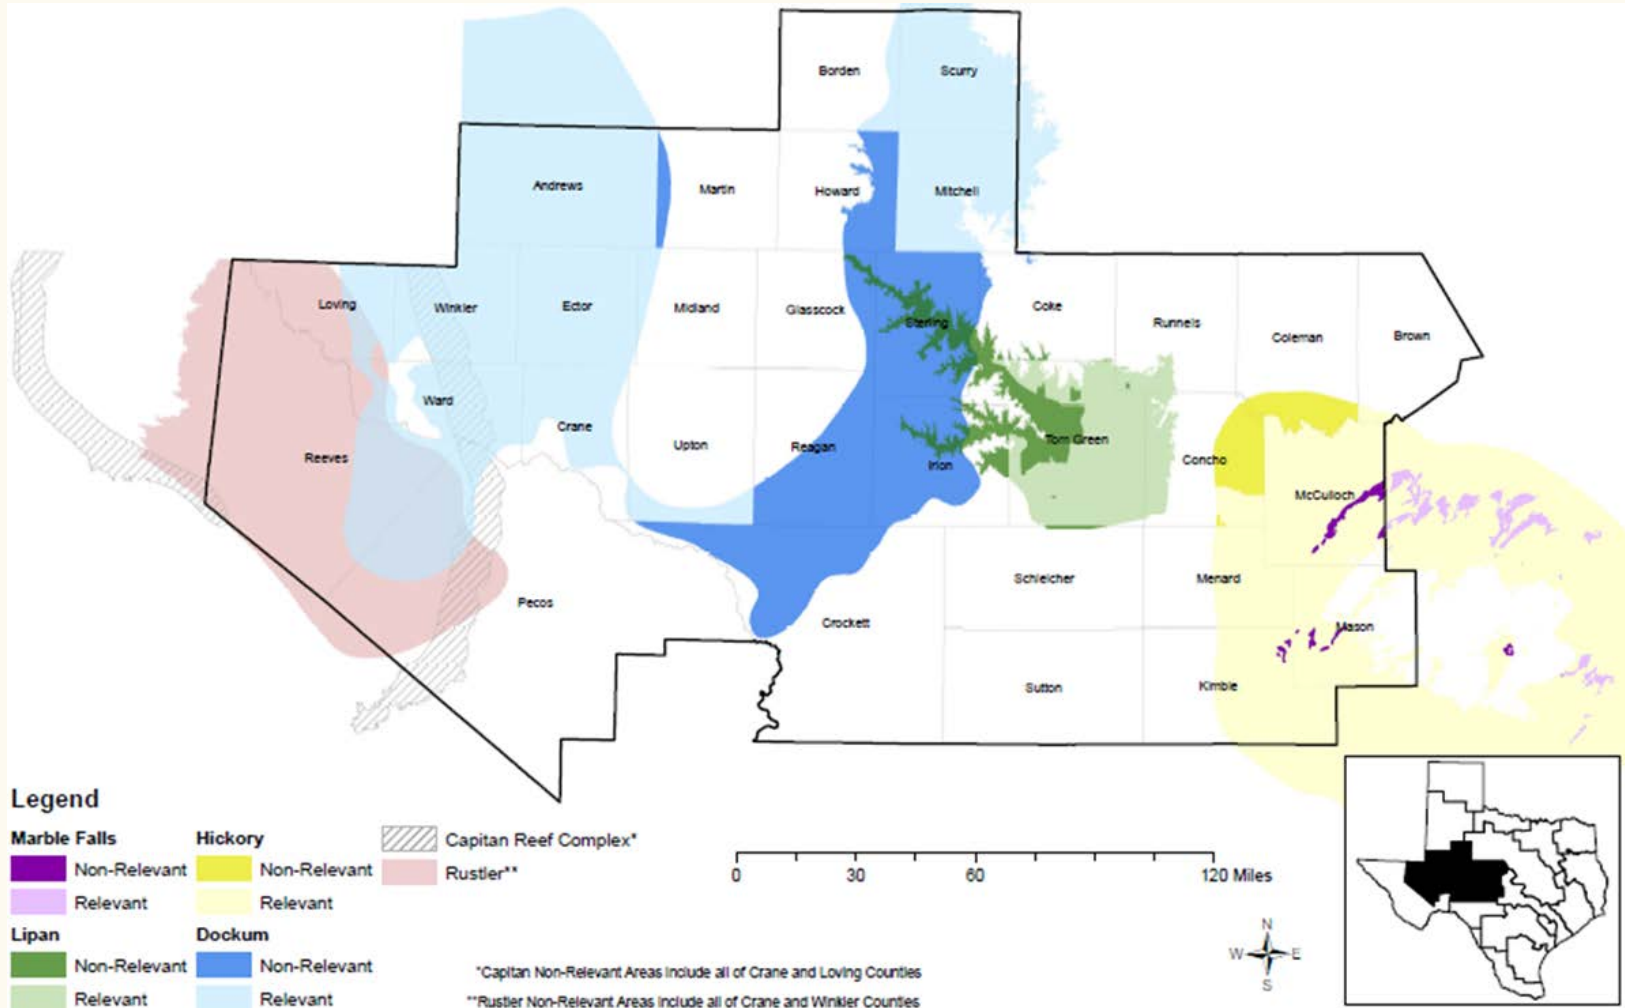 Borden
Scurry
Andrews
Martin
Howard
Mitchell
Loving
Winkler
Ector
Midland
Glasscock
Sterling
Coke
Runnels
Coleman
Brown
Ward
Crane
Upton
Reagan
Irion
Tom Green
Concho
Reeves
McCulloch
Pecos
Crockett
Schleicher
Menard
Mason
Sutton
Kimble
Legend
Marble Falls
Non-Relevant
Relevant
Hickory
Non-Relevant
Relevant
Capitan Reef Complex*
Rustler**
Lipan
Non-Relevant
Relevant
Dockum
Non-Relevant
Relevant
0 30 60 120 Miles
N
W E
S
*Capitan Non-Relevant Areas Include all of Crane and Loving Counties
**Rustler Non-Relevant Areas Include all of Crane and Winkler Counties